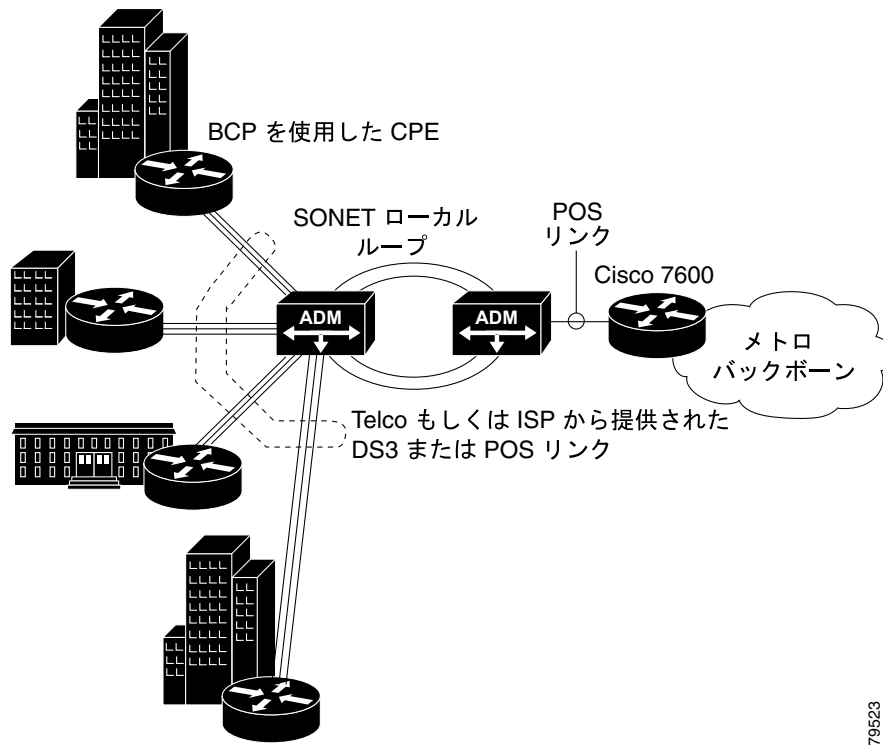 BCP を使用した CPE
SONET ローカル
ループ
POS
リンク
Cisco 7600
ADM
ADM
メトロ
バックボーン
Telco もしくは ISP から提供された
DS3 または POS リンク
79523